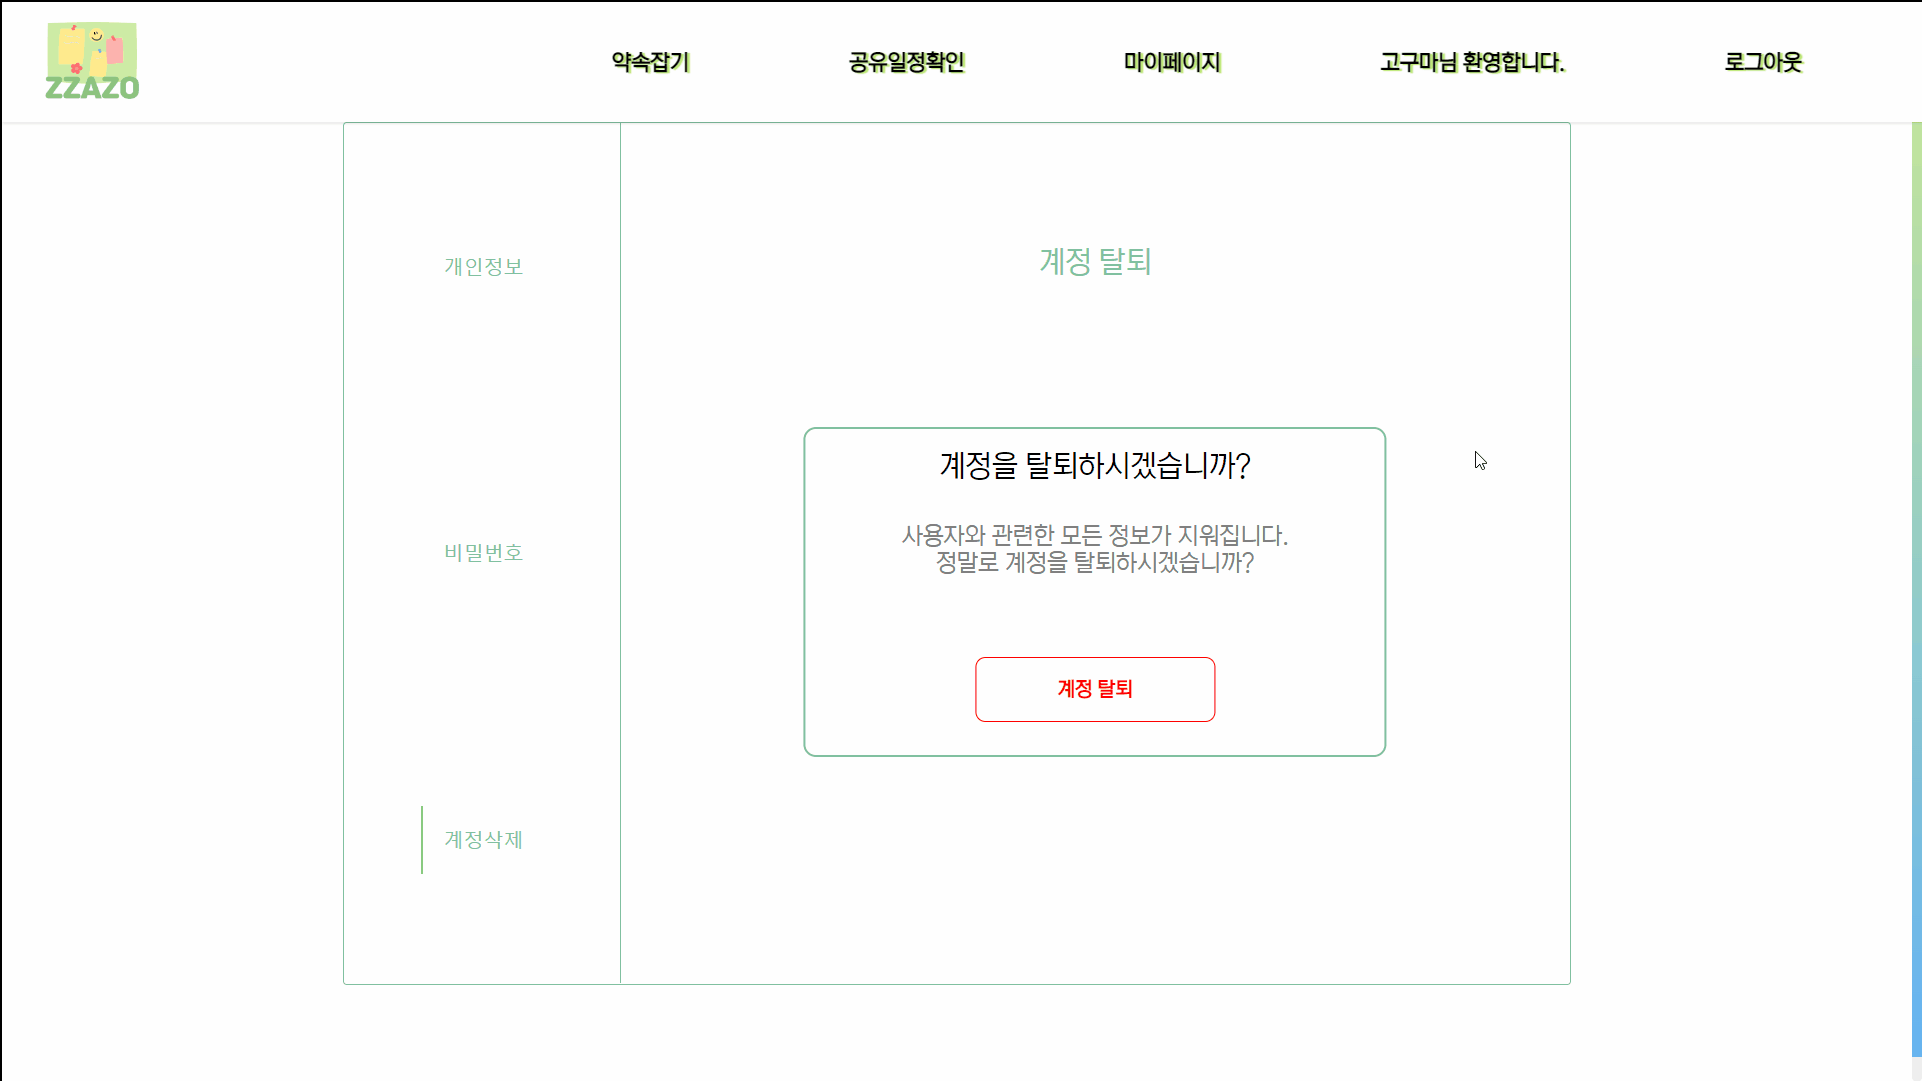 ZZAZO
약속잡기
공유일정확인
마이페이지
고구마님 환영합니다.
로그아웃
개인정보
비밀번호
계정삭제
계정 탈퇴
계정을 탈퇴하시겠습니까?
사용자와 관련한 모든 정보가 지워집니다.
정말로 계정을 탈퇴하시겠습니까?
계정 탈퇴